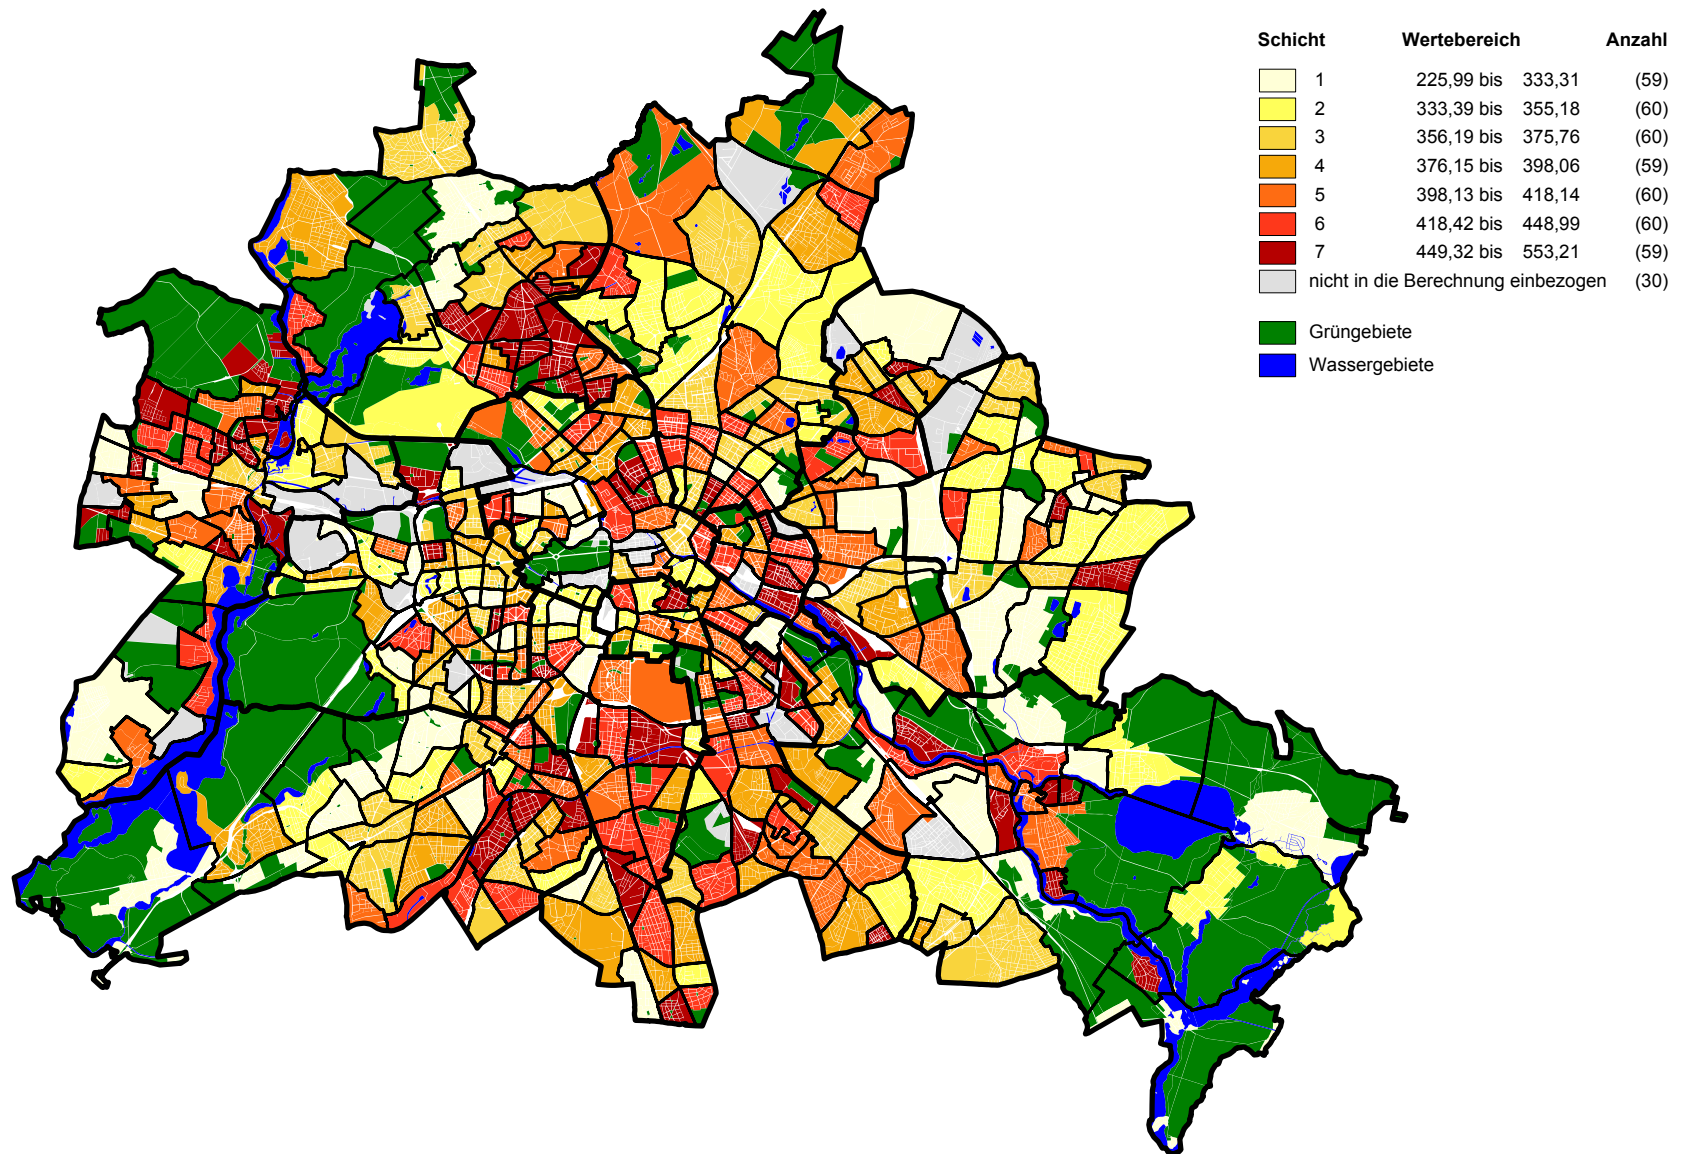 Schicht Wertebereich Anzahl
1 225,99 bis 333,31 (59)
2 333,39 bis 355,18 (60)
3 356,19 bis 375,76 (60)
4 376,15 bis 398,06 (59)
5 398,13 bis 418,14 (60)
6 418,42 bis 448,99 (60)
7 449,32 bis 553,21 (59)
nicht in die Berechnung einbezogen (30)
Grüngebiete
Wassergebiete